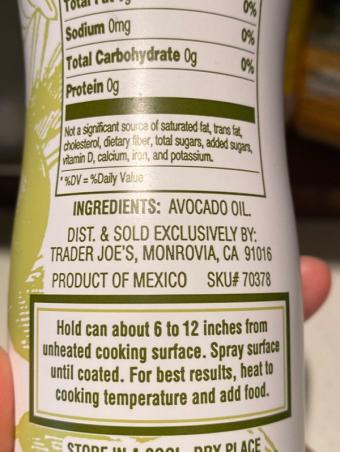 Total Fat 0g 0%
Sodium 0mg 0%
Total Carbohydrate 0g 0%
Protein 0g
Not a significant source of saturated fat, trans fat,
cholesterol, dietary fiber, total sugars, added sugars,
vitamin D, calcium, iron, and potassium.
*%DV = %Daily Value
INGREDIENTS: AVOCADO OIL.
DIST. & SOLD EXCLUSIVELY BY:
TRADER JOE'S, MONROVIA, CA 91016
PRODUCT OF MEXICO SKU# 70378
Hold can about 6 to 12 inches from
unheated cooking surface. Spray surface
until coated. For best results, heat to
cooking temperature and add food.
STORE IN A COOL, DRY PLACE